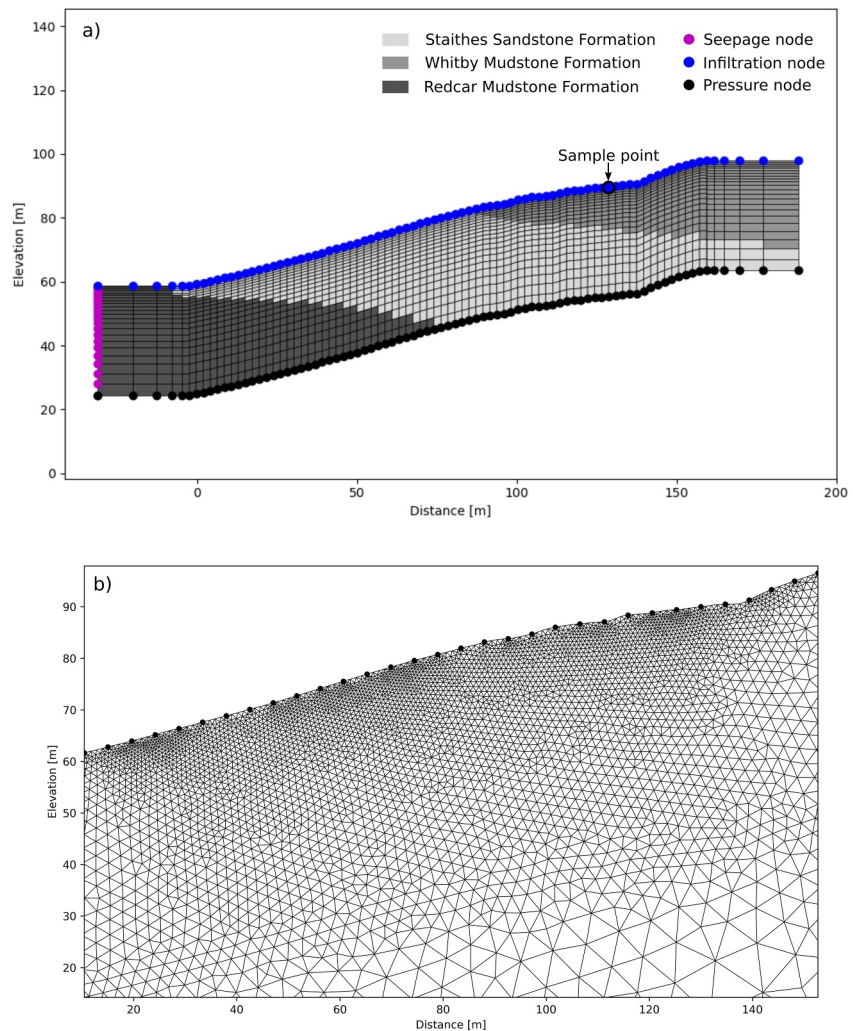 a)
Staithes Sandstone Formation
Whitby Mudstone Formation
Redcar Mudstone Formation
Seepage node
Infiltration node
Pressure node
Sample point
140
120
100
80
60
40
20
0
Elevation [m]
0 50 100 150 200
Distance [m]
b)
90
80
70
60
50
40
30
20
Elevation [m]
20 40 60 80 100 120 140
Distance [m]